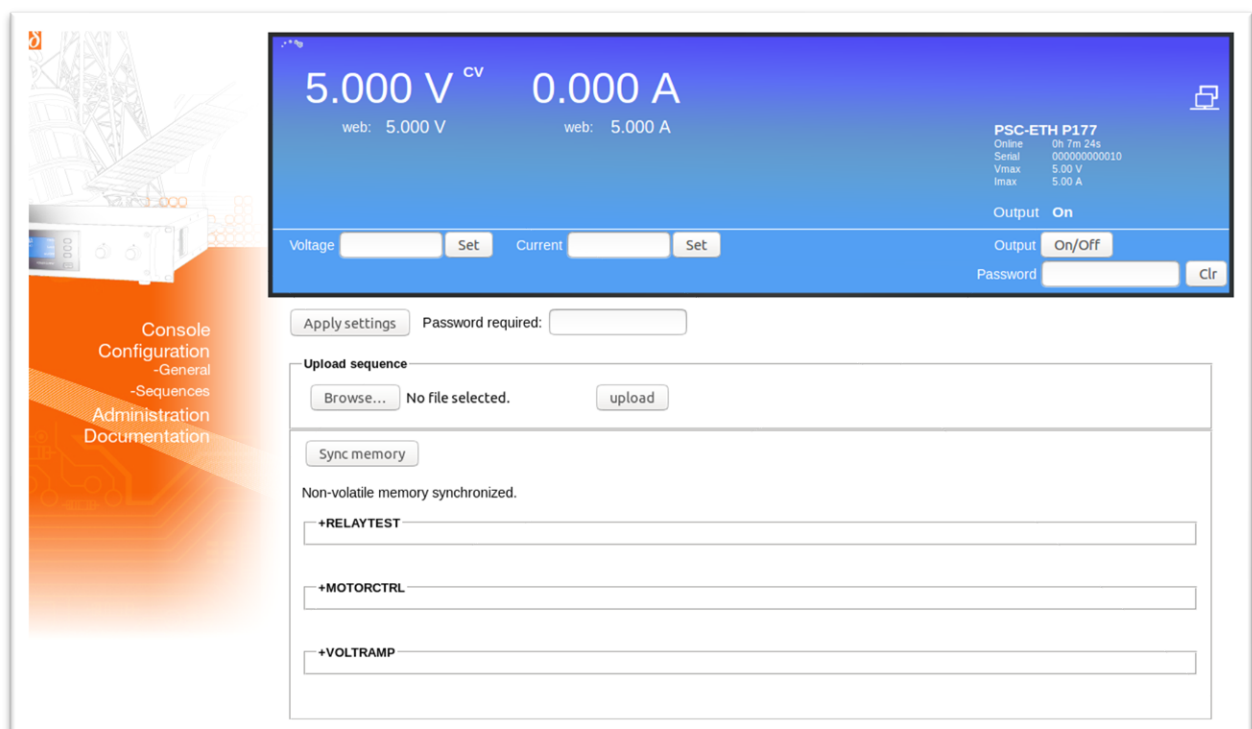 δ
5.000 V CV 0.000 A
web: 5.000 V web: 5.000 A
PSC-ETH P177
Online 0h 7m 24s
Serial 000000000010
Vmax 5.00 V
Imax 5.00 A
Output On
Voltage Set Current Set Output On/Off
Password Clr
Console
Configuration
-General
-Sequences
Administration
Documentation
Apply settings Password required:
Upload sequence
Browse... No file selected. upload
Sync memory
Non-volatile memory synchronized.
+RELAYTEST
+MOTORCTRL
+VOLTRAMP